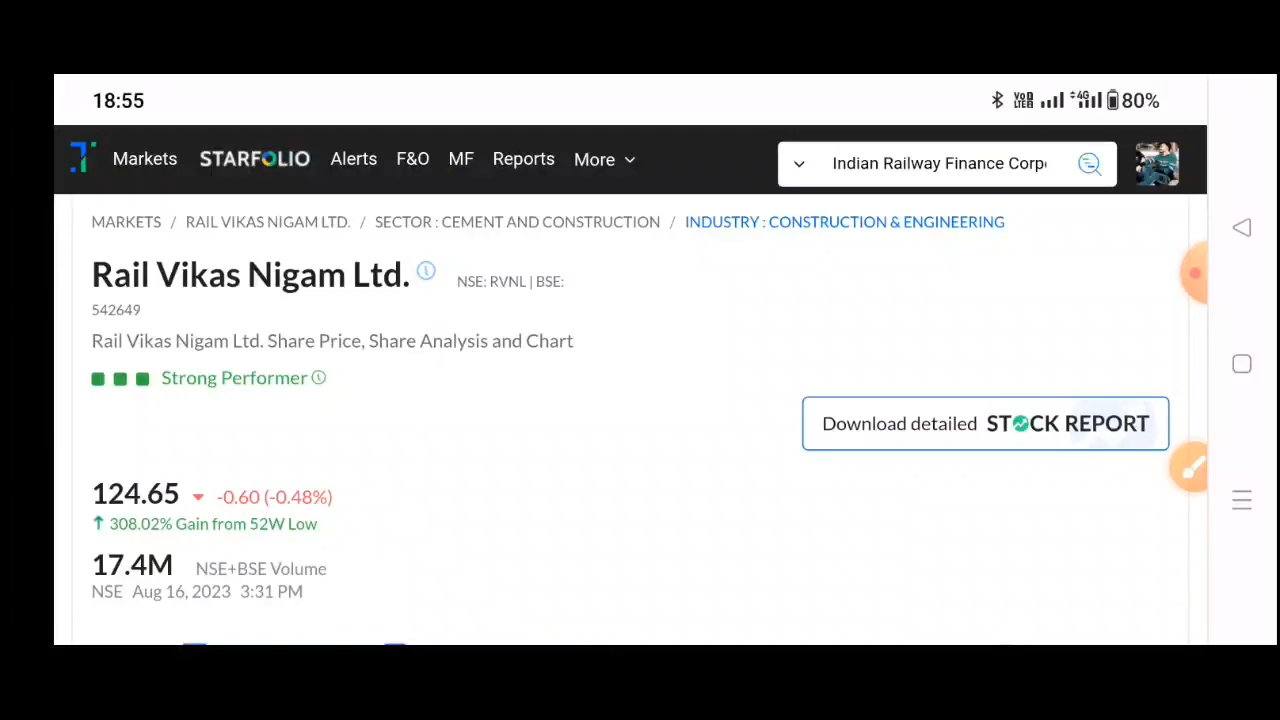 18:55 VoD LTE 4G 80%
Markets STARFOLIO Alerts F&O MF Reports More Indian Railway Finance Corp
MARKETS / RAIL VIKAS NIGAM LTD. / SECTOR : CEMENT AND CONSTRUCTION / INDUSTRY : CONSTRUCTION & ENGINEERING
Rail Vikas Nigam Ltd. NSE: RVNL | BSE:
542649
Rail Vikas Nigam Ltd. Share Price, Share Analysis and Chart
Strong Performer
Download detailed STOCK REPORT
124.65 -0.60 (-0.48%)
308.02% Gain from 52W Low
17.4M NSE+BSE Volume
NSE Aug 16, 2023 3:31 PM